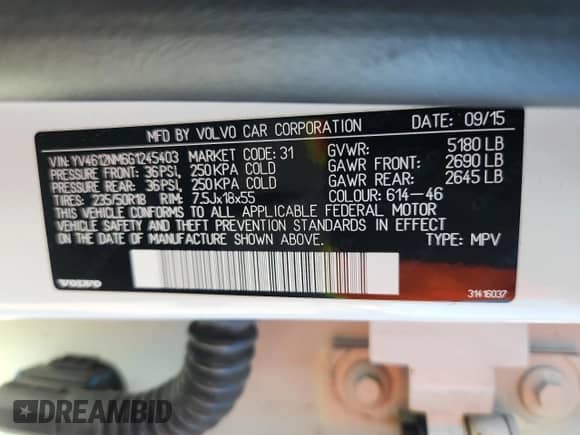 MFD BY VOLVO CAR CORPORATION DATE: 09/15
VIN: YV4612NM6G1245403 MARKET CODE: 31 GVWR: 5180 LB
PRESSURE FRONT: 36PSI, 250KPA COLD GAWR FRONT: 2690 LB
PRESSURE REAR: 36PSI, 250KPA COLD GAWR REAR: 2645 LB
TIRES: 235/50R18 RIM: 7.5Jx18x55 COLOUR: 614-46
THIS VEHICLE CONFORMS TO ALL APPLICABLE FEDERAL MOTOR
VEHICLE SAFETY AND THEFT PREVENTION STANDARDS IN EFFECT
ON THE DATE OF MANUFACTURE SHOWN ABOVE. TYPE: MPV
VOLVO
31416037
DREAMBID